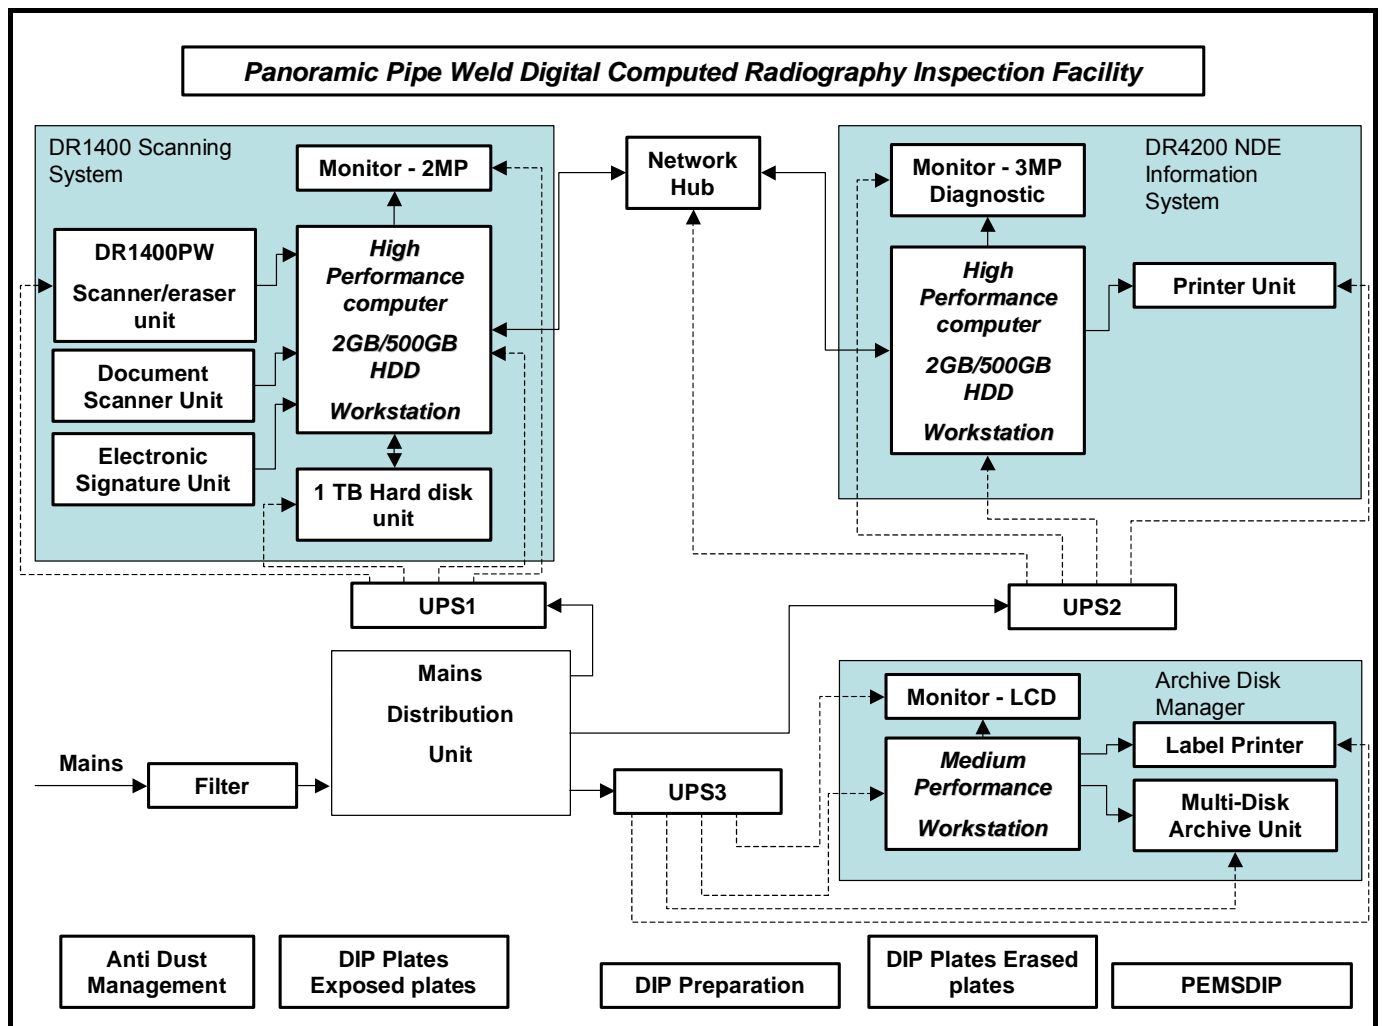 Panoramic Pipe Weld Digital Computed Radiography Inspection Facility
DR1400 Scanning
System
Monitor - 2MP
DR1400PW
Scanner/eraser
unit
Document
Scanner Unit
Electronic
Signature Unit
High
Performance
computer
2GB/500GB
HDD
Workstation
1 TB Hard disk
unit
Network
Hub
DR4200 NDE
Information
System
Monitor - 3MP
Diagnostic
High
Performance
computer
2GB/500GB
HDD
Workstation
Printer Unit
UPS1
UPS2
Mains
Distribution
Unit
Mains
Filter
UPS3
Archive Disk
Manager
Monitor - LCD
Medium
Performance
Workstation
Label Printer
Multi-Disk
Archive Unit
Anti Dust
Management
DIP Plates
Exposed plates
DIP Preparation
DIP Plates Erased
plates
PEMSDIP